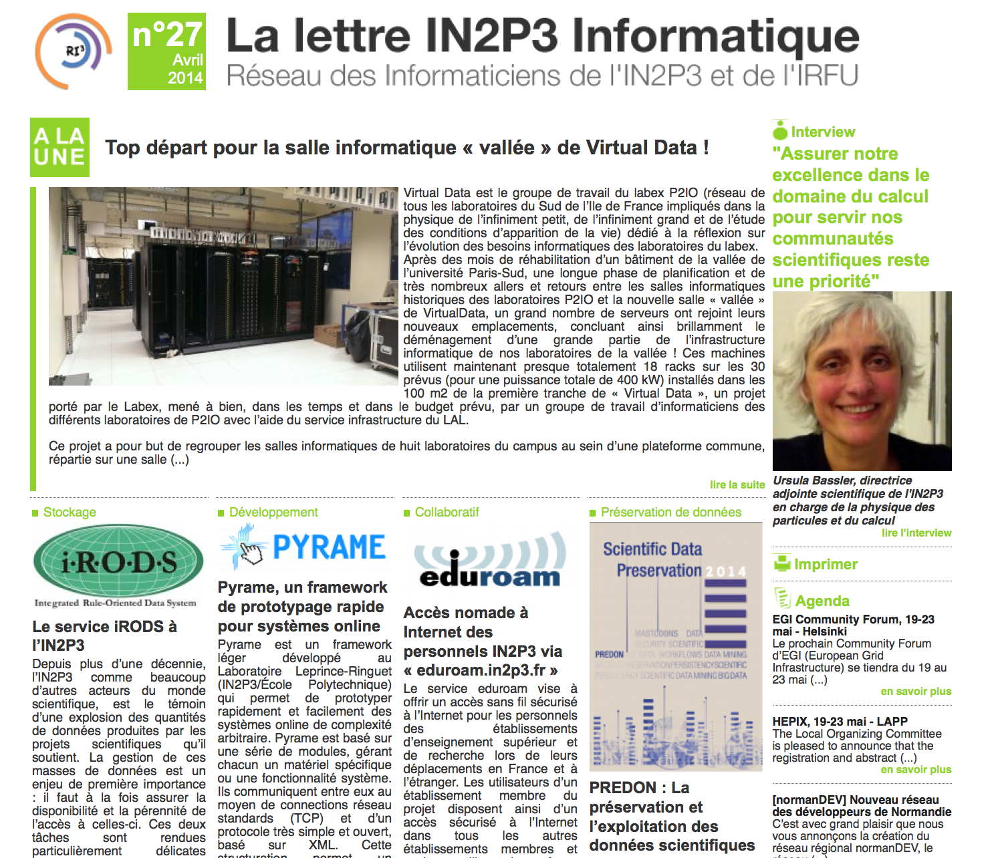 RI³
n°27
Avril
2014
La lettre IN2P3 Informatique
Réseau des Informaticiens de l'IN2P3 et de l'IRFU
A LA
UNE
Top départ pour la salle informatique « vallée » de Virtual Data !
Virtual Data est le groupe de travail du labex P2IO (réseau de
tous les laboratoires du Sud de l’Ile de France impliqués dans la
physique de l’infiniment petit, de l’infiniment grand et de l’étude
des conditions d’apparition de la vie) dédié à la réflexion sur
l’évolution des besoins informatiques des laboratoires du labex.
Après des mois de réhabilitation d’un bâtiment de la vallée de
l’université Paris-Sud, une longue phase de planification et de
très nombreux allers et retours entre les salles informatiques
historiques des laboratoires P2IO et la nouvelle salle « vallée »
de VirtualData, un grand nombre de serveurs ont rejoint leurs
nouveaux emplacements, concluant ainsi brillamment le
déménagement d’une grande partie de l’infrastructure
informatique de nos laboratoires de la vallée ! Ces machines
utilisent maintenant presque totalement 18 racks sur les 30
prévus (pour une puissance totale de 400 kW) installés dans les
100 m2 de la première tranche de « Virtual Data », un projet
porté par le Labex, mené à bien, dans les temps et dans le budget prévu, par un groupe de travail d’informaticiens des
différents laboratoires de P2IO avec l’aide du service infrastructure du LAL.
Ce projet a pour but de regrouper les salles informatiques de huit laboratoires du campus au sein d’une plateforme commune,
répartie sur une salle (...)
lire la suite
Interview
"Assurer notre
excellence dans le
domaine du calcul
pour servir nos
communautés
scientifiques reste
une priorité"
Ursula Bassler, directrice
adjointe scientifique de l'IN2P3
en charge de la physique des
particules et du calcul
lire l'interview
Imprimer
Agenda
EGI Community Forum, 19-23
mai - Helsinki
Le prochain Community Forum
d’EGI (European Grid
Infrastructure) se tiendra du 19 au
23 mai (...)
en savoir plus
HEPIX, 19-23 mai - LAPP
The Local Organizing Committee
is pleased to announce that the
registration and abstract (...)
en savoir plus
[normanDEV] Nouveau réseau
des développeurs de Normandie
C’est avec grand plaisir que nous
vous annonçons la création du
réseau régional normanDEV, le
Stockage
i·R·O·D·S
Integrated Rule-Oriented Data System
Le service iRODS à
l’IN2P3
Depuis plus d’une décennie,
l’IN2P3 comme beaucoup
d’autres acteurs du monde
scientifique, est le témoin
d’une explosion des quantités
de données produites par les
projets scientifiques qu’il
soutient. La gestion de ces
masses de données est un
enjeu de première importance
: il faut à la fois assurer la
disponibilité et la pérennité de
l’accès à celles-ci. Ces deux
tâches sont rendues
particulièrement délicates
Développement
PYRAME
Pyrame, un framework
de prototypage rapide
pour systèmes online
Pyrame est un framework
léger développé au
Laboratoire Leprince-Ringuet
(IN2P3/École Polytechnique)
qui permet de prototyper
rapidement et facilement des
systèmes online de complexité
arbitraire. Pyrame est basé sur
une série de modules, gérant
chacun un matériel spécifique
ou une fonctionnalité système.
Ils communiquent entre eux au
moyen de connections réseau
standards (TCP) et d’un
protocole très simple et ouvert,
basé sur XML. Cette
structuration permet un
Collaboratif
eduroam
Accès nomade à
Internet des
personnels IN2P3 via
« eduroam.in2p3.fr »
Le service eduroam vise à
offrir un accès sans fil sécurisé
à l’Internet pour les personnels
des établissements
d’enseignement supérieur et
de recherche lors de leurs
déplacements en France et à
l’étranger. Les utilisateurs d’un
établissement membre du
projet disposent ainsi d’un
accès sécurisé à l’Internet
dans tous les autres
établissements membres et
Préservation de données
Scientific Data
Preservation 2014
MASTODONS DATA
SECURITY SCIENTIFIC
PREDON DATA WORKFLOWS DATA MINING
PRESERVATION PERSISTENCY SCIENTIFIC
PERSISTENCY SCIENTIFIC DATA MINING BIG DATA
PREDON : La
préservation et
l’exploitation des
données scientifiques